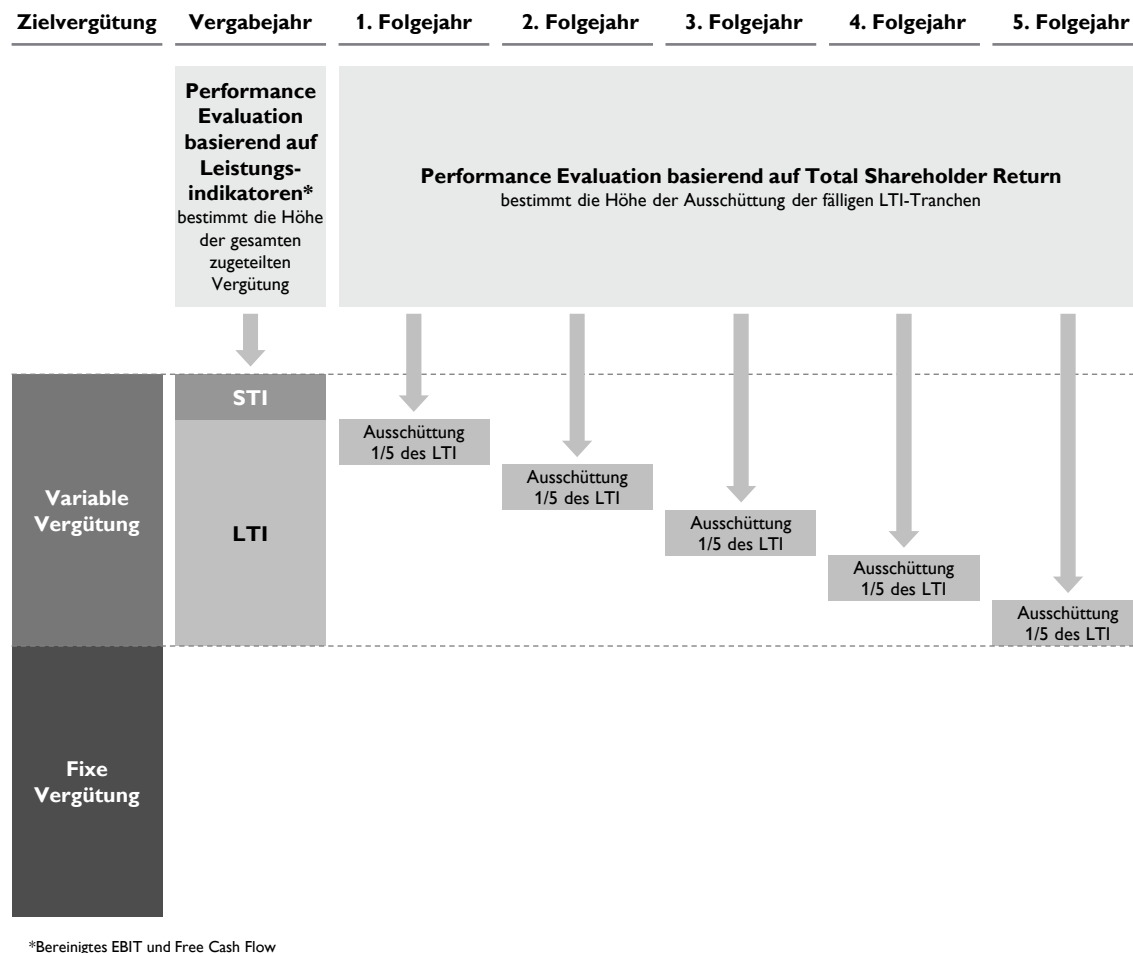 Zielvergütung Vergabejahr 1. Folgejahr 2. Folgejahr 3. Folgejahr 4. Folgejahr 5. Folgejahr
Performance
Evaluation
basierend auf
Leistungs-
indikatoren*
bestimmt die Höhe
der gesamten
zugeteilten
Vergütung
Performance Evaluation basierend auf Total Shareholder Return
bestimmt die Höhe der Ausschüttung der fälligen LTI-Tranchen
STI
LTI
Variable
Vergütung
Ausschüttung
1/5 des LTI
Ausschüttung
1/5 des LTI
Ausschüttung
1/5 des LTI
Ausschüttung
1/5 des LTI
Ausschüttung
1/5 des LTI
Fixe
Vergütung
*Bereinigtes EBIT und Free Cash Flow